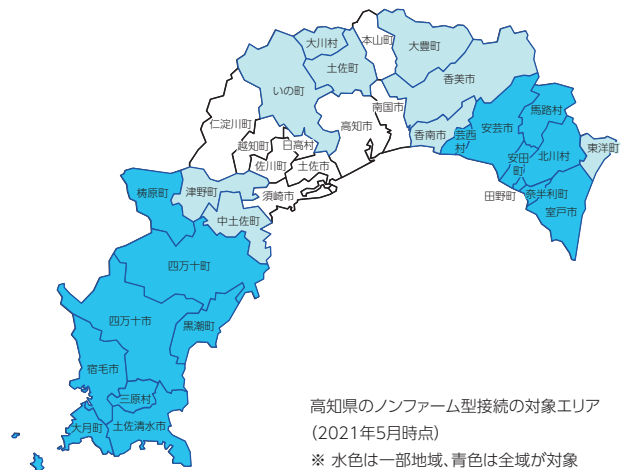 本山町
大川村
大豊町
土佐町
香美市
いの町
南国市
馬路村
仁淀川町
高知市
香南市
芸西
村
安芸市
越知町
日高村
東洋町
佐川町
土佐市
安田
町
北川村
梼原町
津野町
須崎市
田野町
奈半利町
中土佐町
室戸市
四万十町
四万十市
黒潮町
宿毛市
三原村
大月町
土佐清水市
高知県のノンファーム型接続の対象エリア
(2021年5月時点)
※ 水色は一部地域、青色は全域が対象